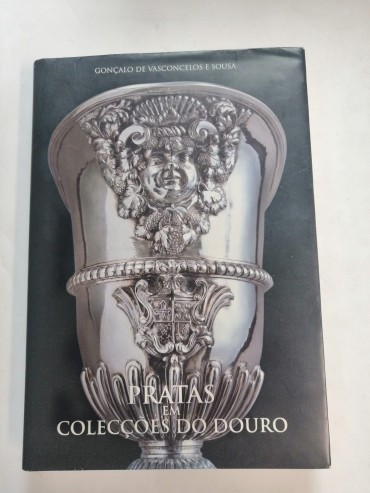 GONÇALO DE VASCONCELOS E SOUSA
PRATAS
EM
COLECÇÕES DO DOURO